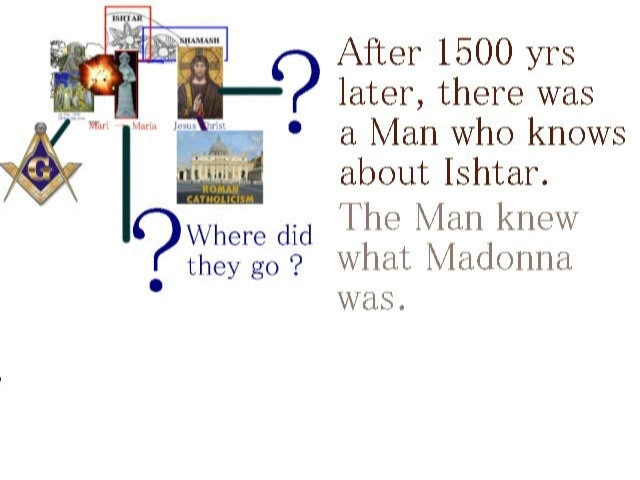 ISHTAR
SHAMASH
Mari
Maria
Jesus Christ
G
ROMAN
CATHOLICISM
?
?
Where did
they go ?
After 1500 yrs
later, there was
a Man who knows
about Ishtar.
The Man knew
what Madonna
was.